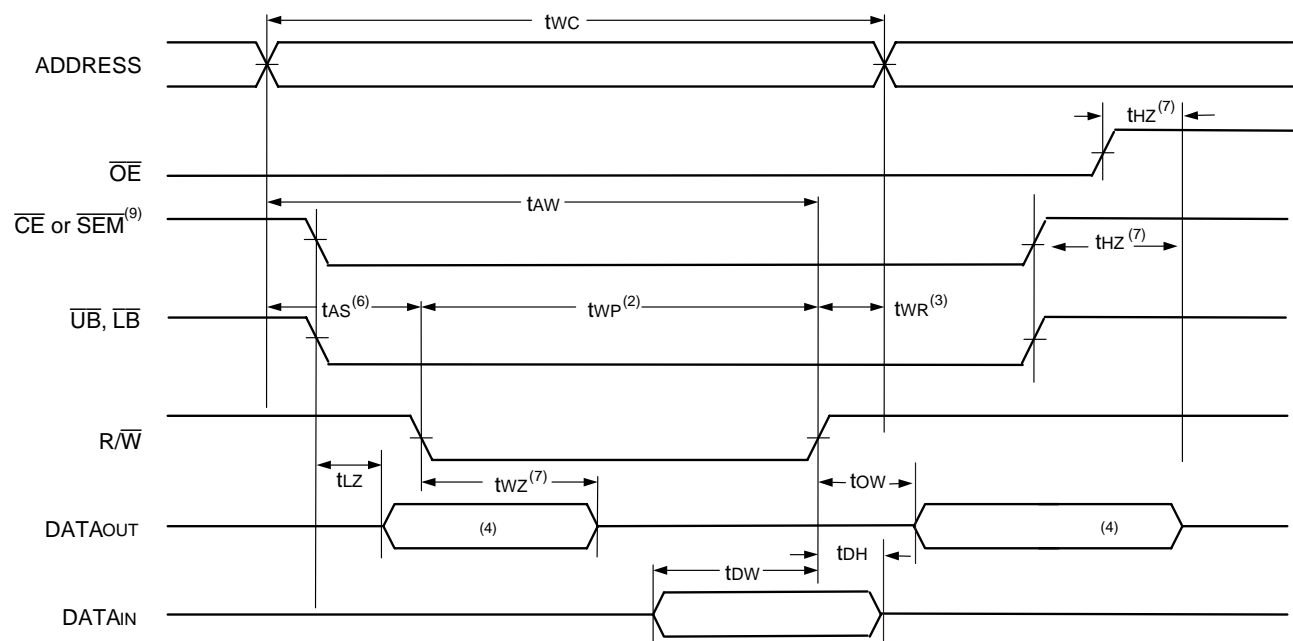 tWC
ADDRESS
tHZ(7)
OE
tAW
CE or SEM(9)
tHZ(7)
tAS(6)
tWP(2)
tWR(3)
UB, LB
R/W
tLZ
tWZ(7)
tOW
DATAOUT
(4)
(4)
tDW
tDH
DATAIN